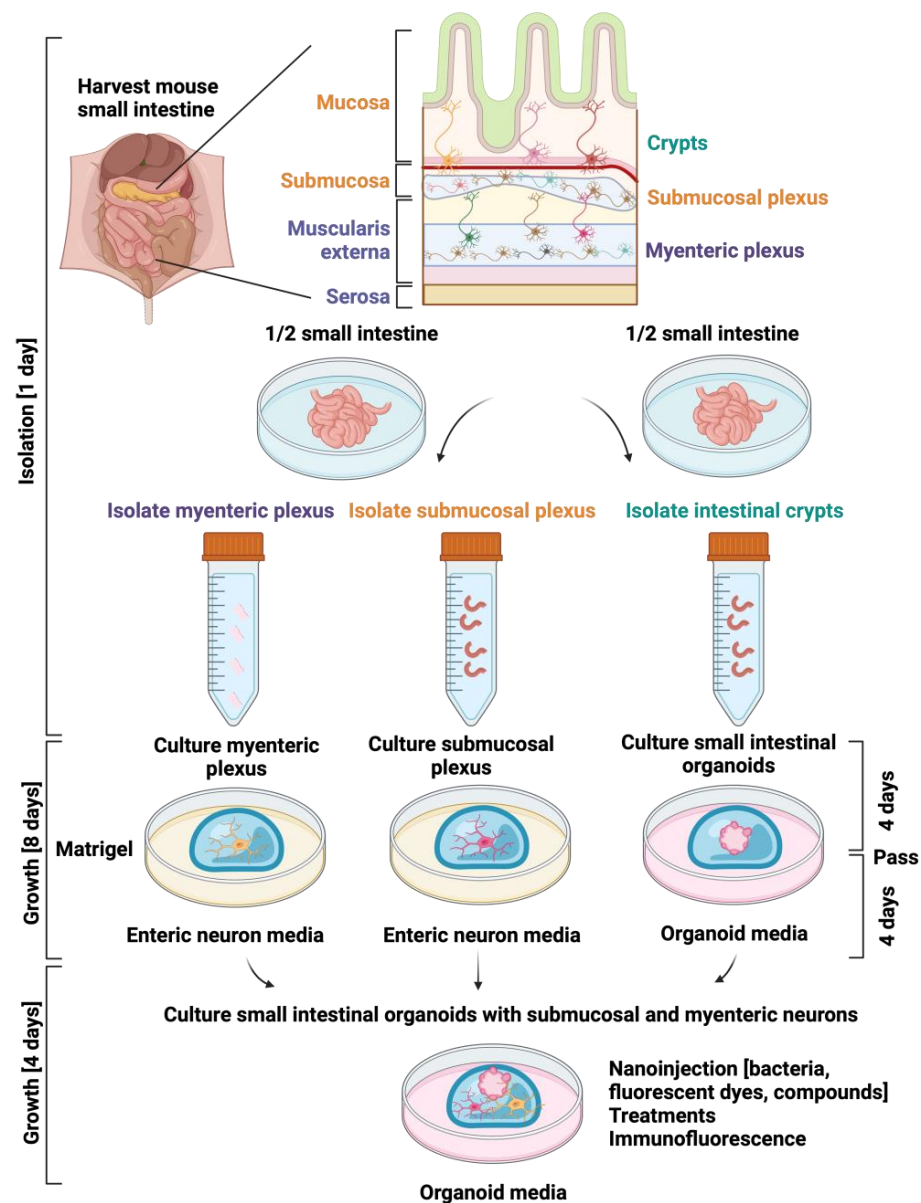 Harvest mouse
small intestine
Mucosa
Submucosa
Muscularis
externa
Serosa
Crypts
Submucosal plexus
Myenteric plexus
Isolation [1 day]
1/2 small intestine
1/2 small intestine
Isolate myenteric plexus
Isolate submucosal plexus
Isolate intestinal crypts
Growth [8 days]
Culture myenteric
plexus
Culture submucosal
plexus
Culture small intestinal
organoids
Matrigel
4 days
Pass
4 days
Enteric neuron media
Enteric neuron media
Organoid media
Growth [4 days]
Culture small intestinal organoids with submucosal and myenteric neurons
Nanoinjection [bacteria,
fluorescent dyes, compounds]
Treatments
Immunofluorescence
Organoid media